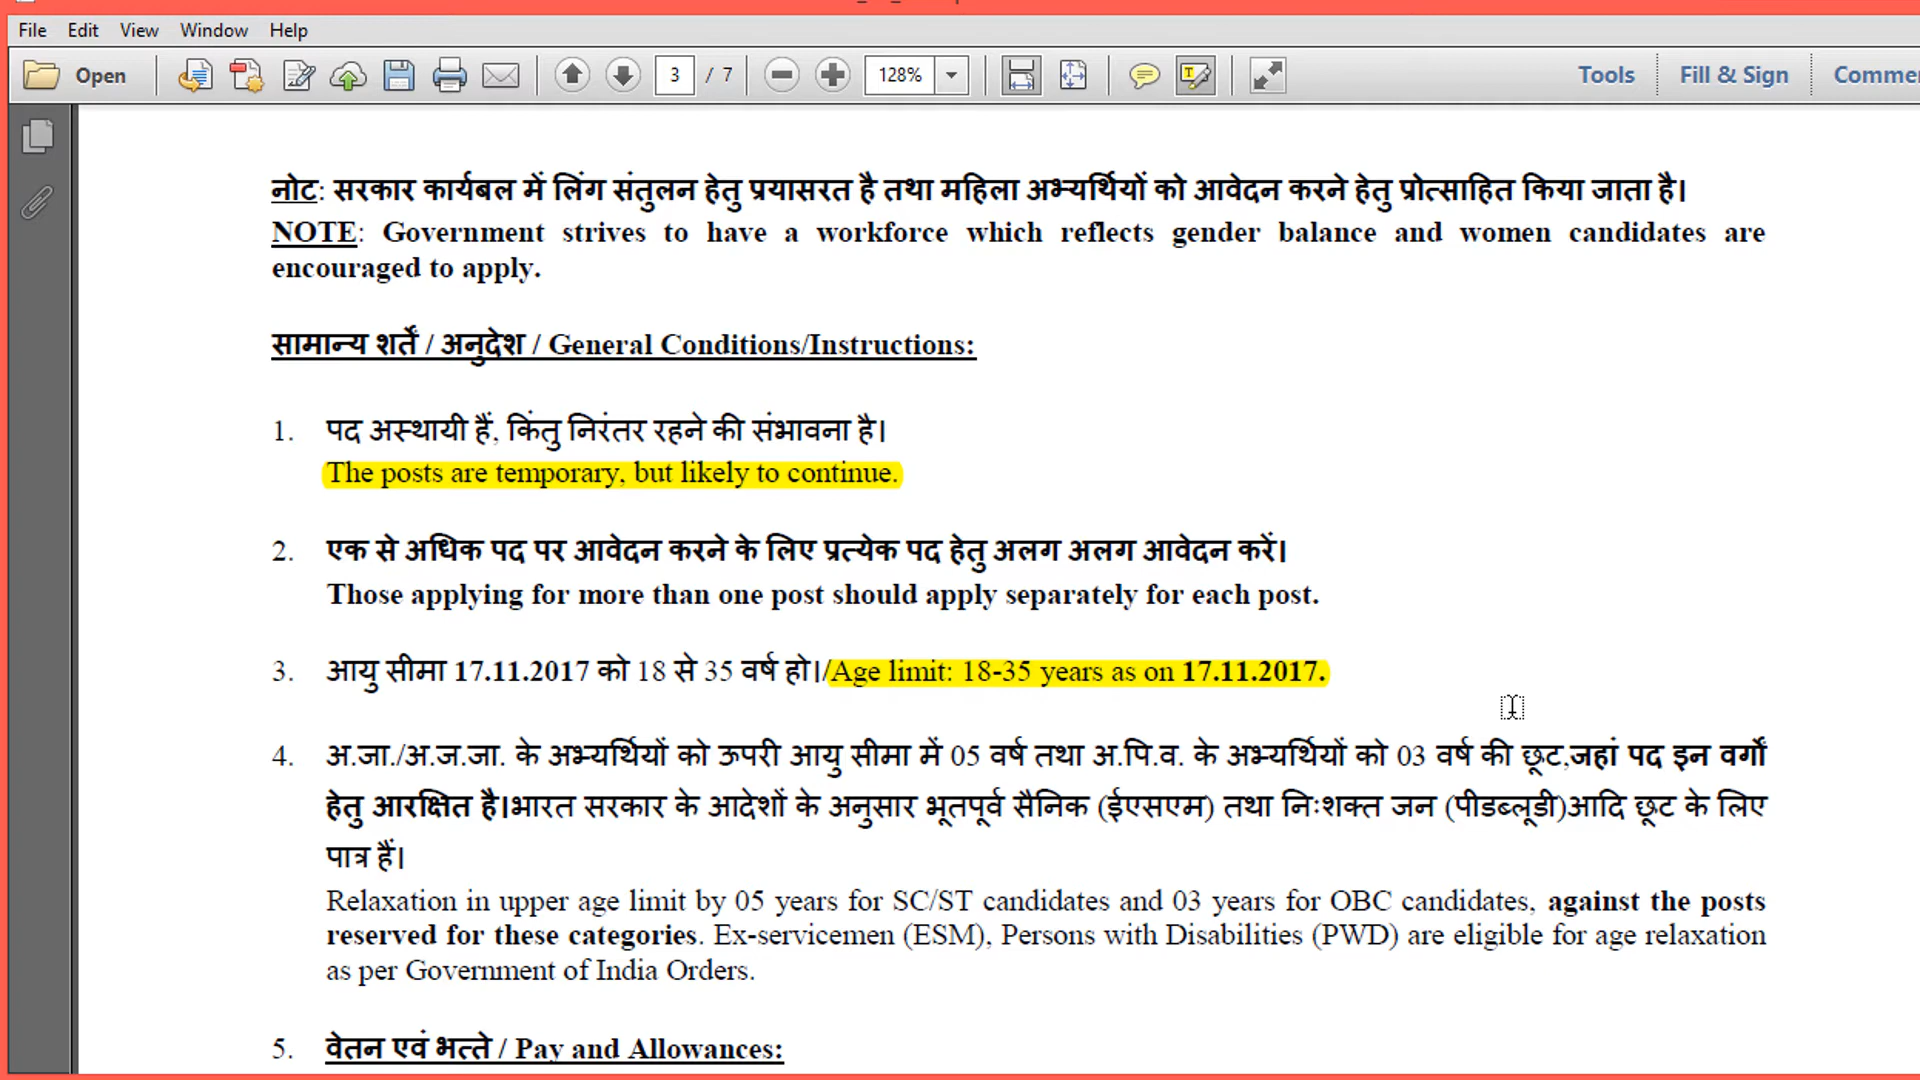 File Edit View Window Help
Open 3 / 7 128% Tools Fill & Sign
नोट: सरकार कार्यबल में लिंग संतुलन हेतु प्रयासरत है तथा महिला अभ्यर्थियों को आवेदन करने हेतु प्रोत्साहित किया जाता है।
NOTE: Government strives to have a workforce which reflects gender balance and women candidates are
encouraged to apply.
सामान्य शर्तें / अनुदेश / General Conditions/Instructions:
1. पद अस्थायी हैं, किंतु निरंतर रहने की संभावना है।
The posts are temporary, but likely to continue.
2. एक से अधिक पद पर आवेदन करने के लिए प्रत्येक पद हेतु अलग अलग आवेदन करें।
Those applying for more than one post should apply separately for each post.
3. आयु सीमा 17.11.2017 को 18 से 35 वर्ष हो।/Age limit: 18-35 years as on 17.11.2017.
4. अ.जा./अ.ज.जा. के अभ्यर्थियों को ऊपरी आयु सीमा में 05 वर्ष तथा अ.पि.व. के अभ्यर्थियों को 03 वर्ष की छूट,जहां पद इन वर्गों
हेतु आरक्षित है।भारत सरकार के आदेशों के अनुसार भूतपूर्व सैनिक (ईएसएम) तथा निःशक्त जन (पीडब्लूडी)आदि छूट के लिए
पात्र हैं।
Relaxation in upper age limit by 05 years for SC/ST candidates and 03 years for OBC candidates, against the posts
reserved for these categories. Ex-servicemen (ESM), Persons with Disabilities (PWD) are eligible for age relaxation
as per Government of India Orders.
5. वेतन एवं भत्ते / Pay and Allowances: